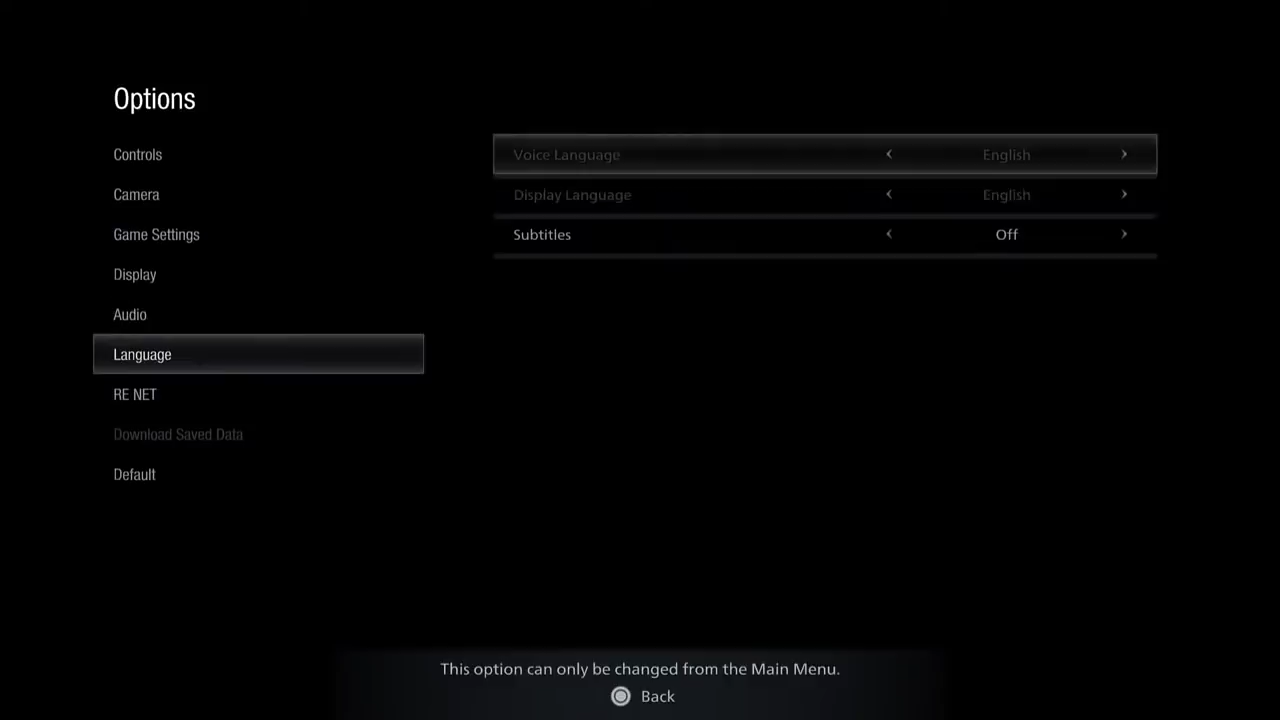 Options
Controls
Camera
Game Settings
Display
Audio
Language
RE NET
Download Saved Data
Default
Voice Language English
Display Language English
Subtitles Off
This option can only be changed from the Main Menu.
Back